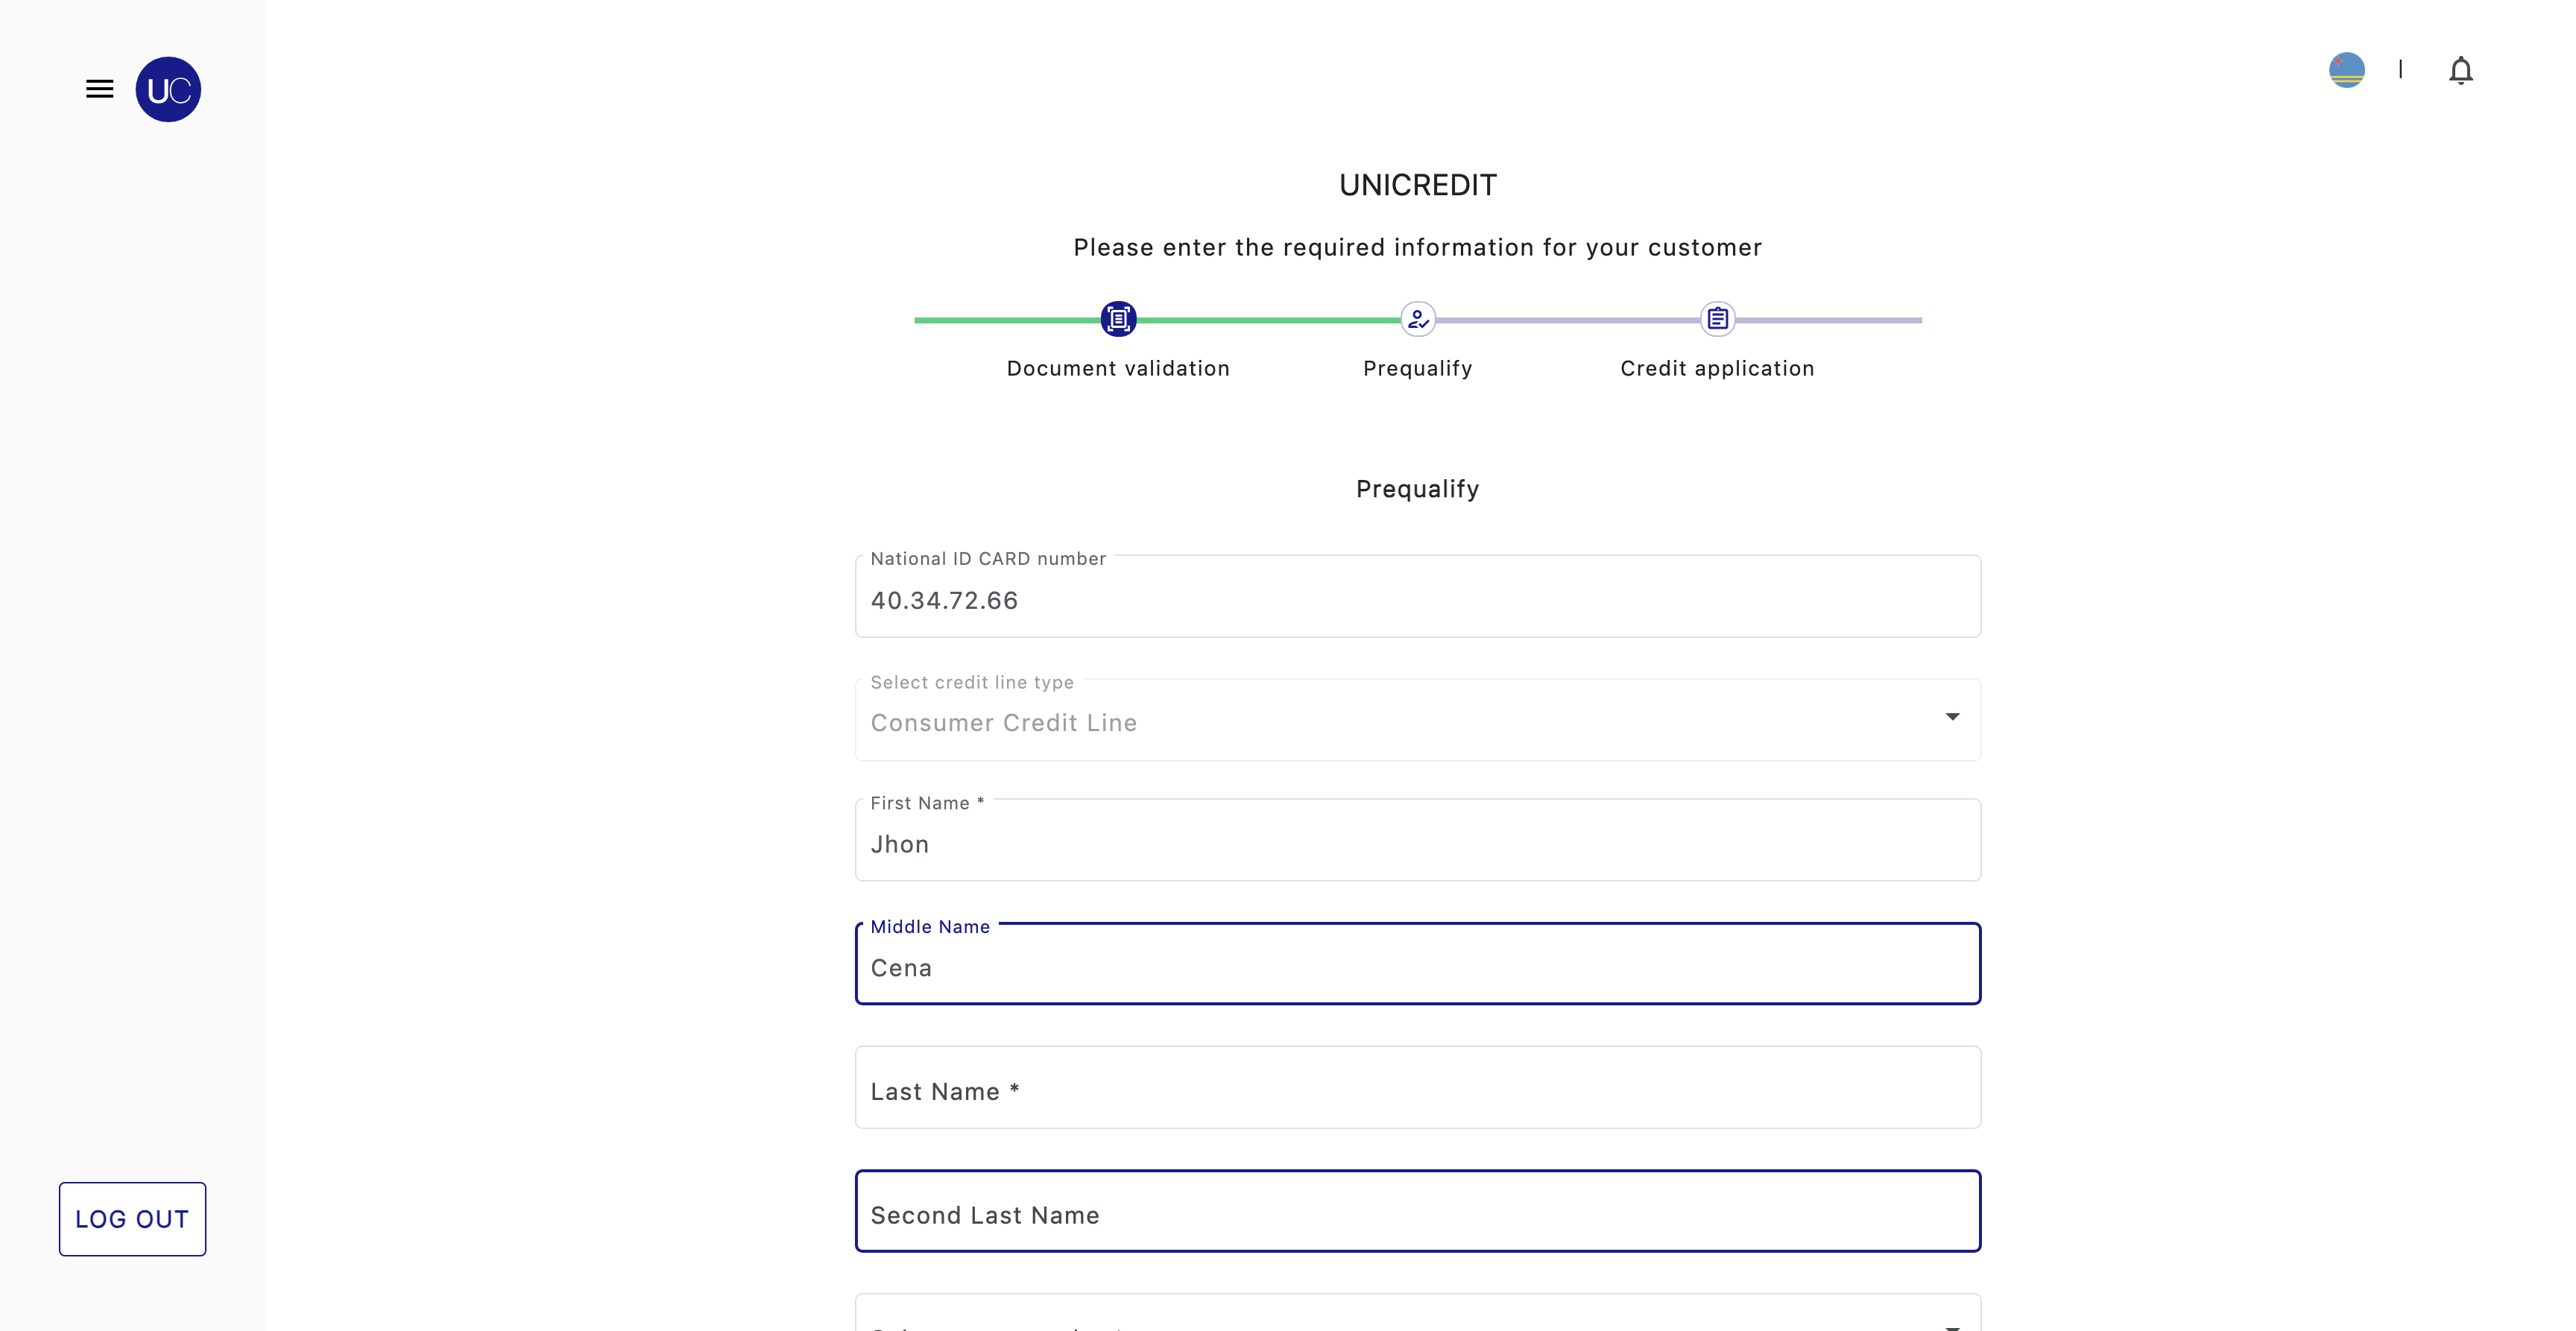 UC
UNICREDIT
Please enter the required information for your customer
Document validation
Prequalify
Credit application
Prequalify
National ID CARD number
40.34.72.66
Select credit line type
Consumer Credit Line
First Name *
Jhon
Middle Name
Cena
Last Name *
Second Last Name
LOG OUT